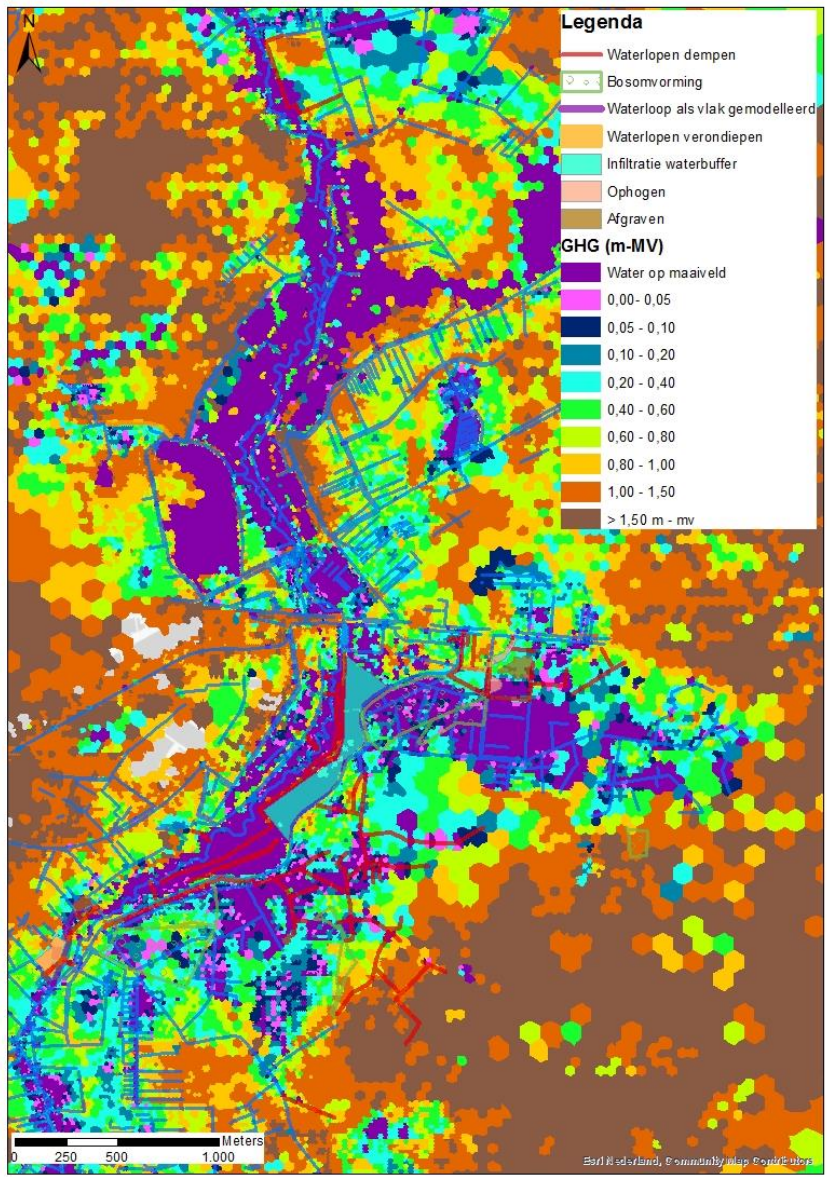 N
Legenda
Waterlopen dempen
Bosomvorming
Waterloop als vlak gemodelleerd
Waterlopen verondiepen
Infiltratie waterbuffer
Ophogen
Afgraven
GHG (m-MV)
Water op maaiveld
0,00- 0,05
0,05 - 0,10
0,10 - 0,20
0,20 - 0,40
0,40 - 0,60
0,60 - 0,80
0,80 - 1,00
1,00 - 1,50
> 1,50 m - mv
Meters
0 250 500 1.000
Esri Nederland, Community Map Contributors